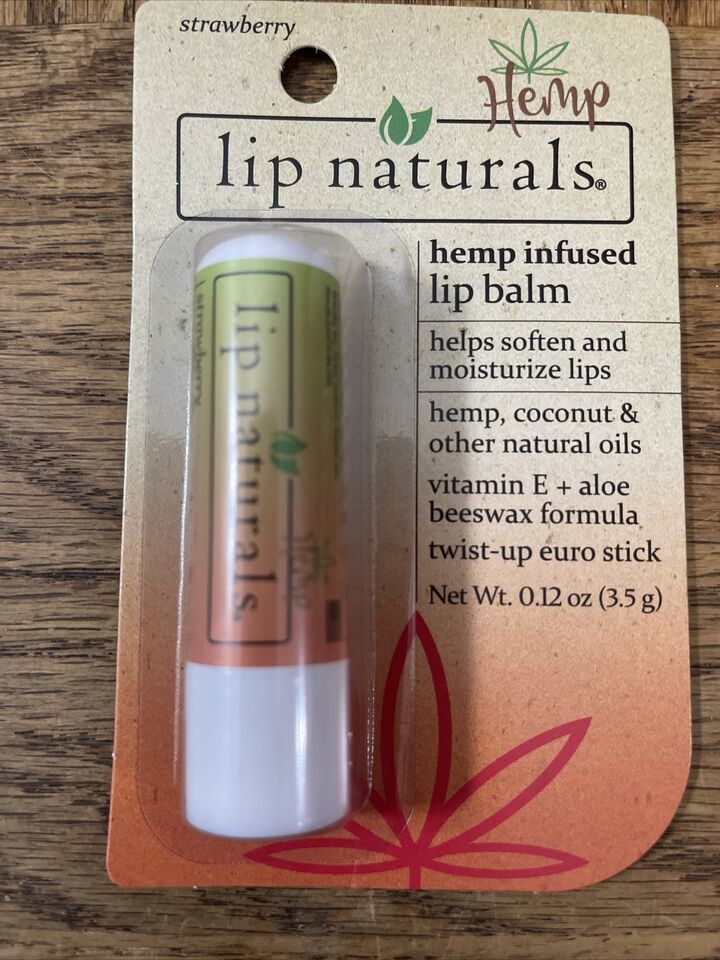 strawberry
Hemp
lip naturals®
hemp infused
lip balm
helps soften and
moisturize lips
hemp, coconut &
other natural oils
vitamin E + aloe
beeswax formula
twist-up euro stick
Net Wt. 0.12 oz (3.5 g)
lip naturals®
Hemp
strawberry